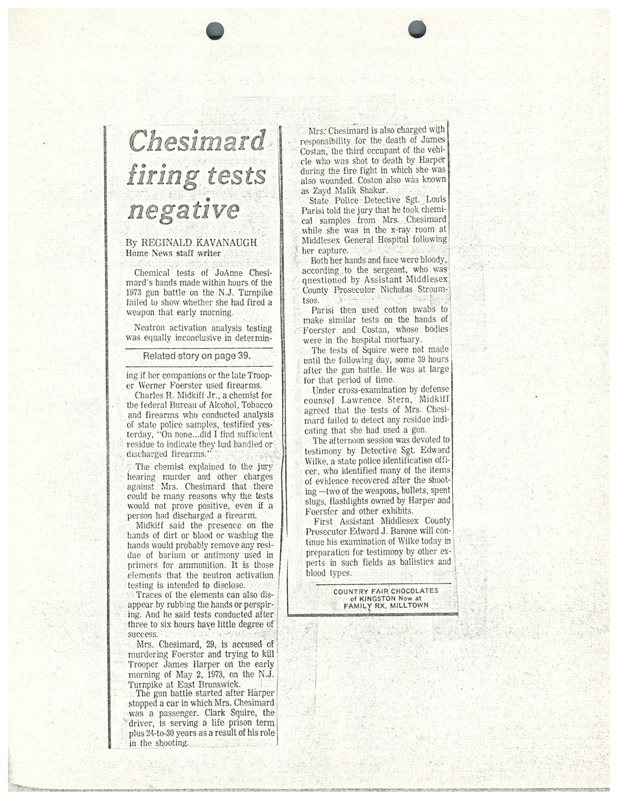 Chesimard
firing tests
negative
By REGINALD KAVANAUGH
Home News staff writer
Chemical tests of JoAnne Chesi-
mard's hands made within hours of the
1973 gun battle on the N.J. Turnpike
failed to show whether she had fired a
weapon that early morning.
Neutron activation analysis testing
was equally inconclusive in determin-
Related story on page 39.
ing if her companions or the late Troop-
er Werner Foerster used firearms.
Charles R. Midkiff Jr., a chemist for
the federal Bureau of Alcohol, Tobacco
and firearms who conducted analysis
of state police samples, testified yes-
terday, "On none...did I find sufficient
residue to indicate they had handled or
discharged firearms."
The chemist explained to the jury
hearing murder and other charges
against Mrs. Chesimard that there
could be many reasons why the tests
would not prove positive, even if a
person had discharged a firearm.
Midkiff said the presence on the
hands of dirt or blood or washing the
hands would probably remove any resi-
due of barium or antimony used in
primers for ammunition. It is those
elements that the neutron activation
testing is intended to disclose.
Traces of the elements can also dis-
appear by rubbing the hands or perspir-
ing. And he said tests conducted after
three to six hours have little degree of
success.
Mrs. Chesimard, 29, is accused of
murdering Foerster and trying to kill
Trooper James Harper on the early
morning of May 2, 1973, on the N.J.
Turnpike at East Brunswick.
The gun battle started after Harper
stopped a car in which Mrs. Chesimard
was a passenger. Clark Squire, the
driver, is serving a life prison term
plus 24-to-30 years as a result of his role
in the shooting.
Mrs. Chesimard is also charged with
responsibility for the death of James
Costan, the third occupant of the vehi-
cle who was shot to death by Harper
during the fire fight in which she was
also wounded. Coston also was known
as Zayd Malik Shakur.
State Police Detective Sgt. Louis
Parisi told the jury that he took chemi-
cal samples from Mrs. Chesimard
while she was in the x-ray room at
Middlesex General Hospital following
her capture.
Both her hands and face were bloody,
according to the sergeant, who was
questioned by Assistant Middlesex
County Prosecutor Nicholas Stroum-
tsos.
Parisi then used cotton swabs to
make similar tests on the hands of
Foerster and Costan, whose bodies
were in the hospital mortuary.
The tests of Squire were not made
until the following day, some 39 hours
after the gun battle. He was at large
for that period of time.
Under cross-examination by defense
counsel Lawrence Stern, Midkiff
agreed that the tests of Mrs. Chesi-
mard failed to detect any residue indi-
cating that she had used a gun.
The afternoon session was devoted to
testimony by Detective Sgt. Edward
Wilke, a state police identification offi-
cer, who identified many of the items
of evidence recovered after the shoot-
ing —two of the weapons, bullets, spent
slugs, flashlights owned by Harper and
Foerster and other exhibits.
First Assistant Middlesex County
Prosecutor Edward J. Barone will con-
tinue his examination of Wilke today in
preparation for testimony by other ex-
perts in such fields as ballistics and
blood types.
COUNTRY FAIR CHOCOLATES
of KINGSTON Now at
FAMILY RX, MILLTOWN